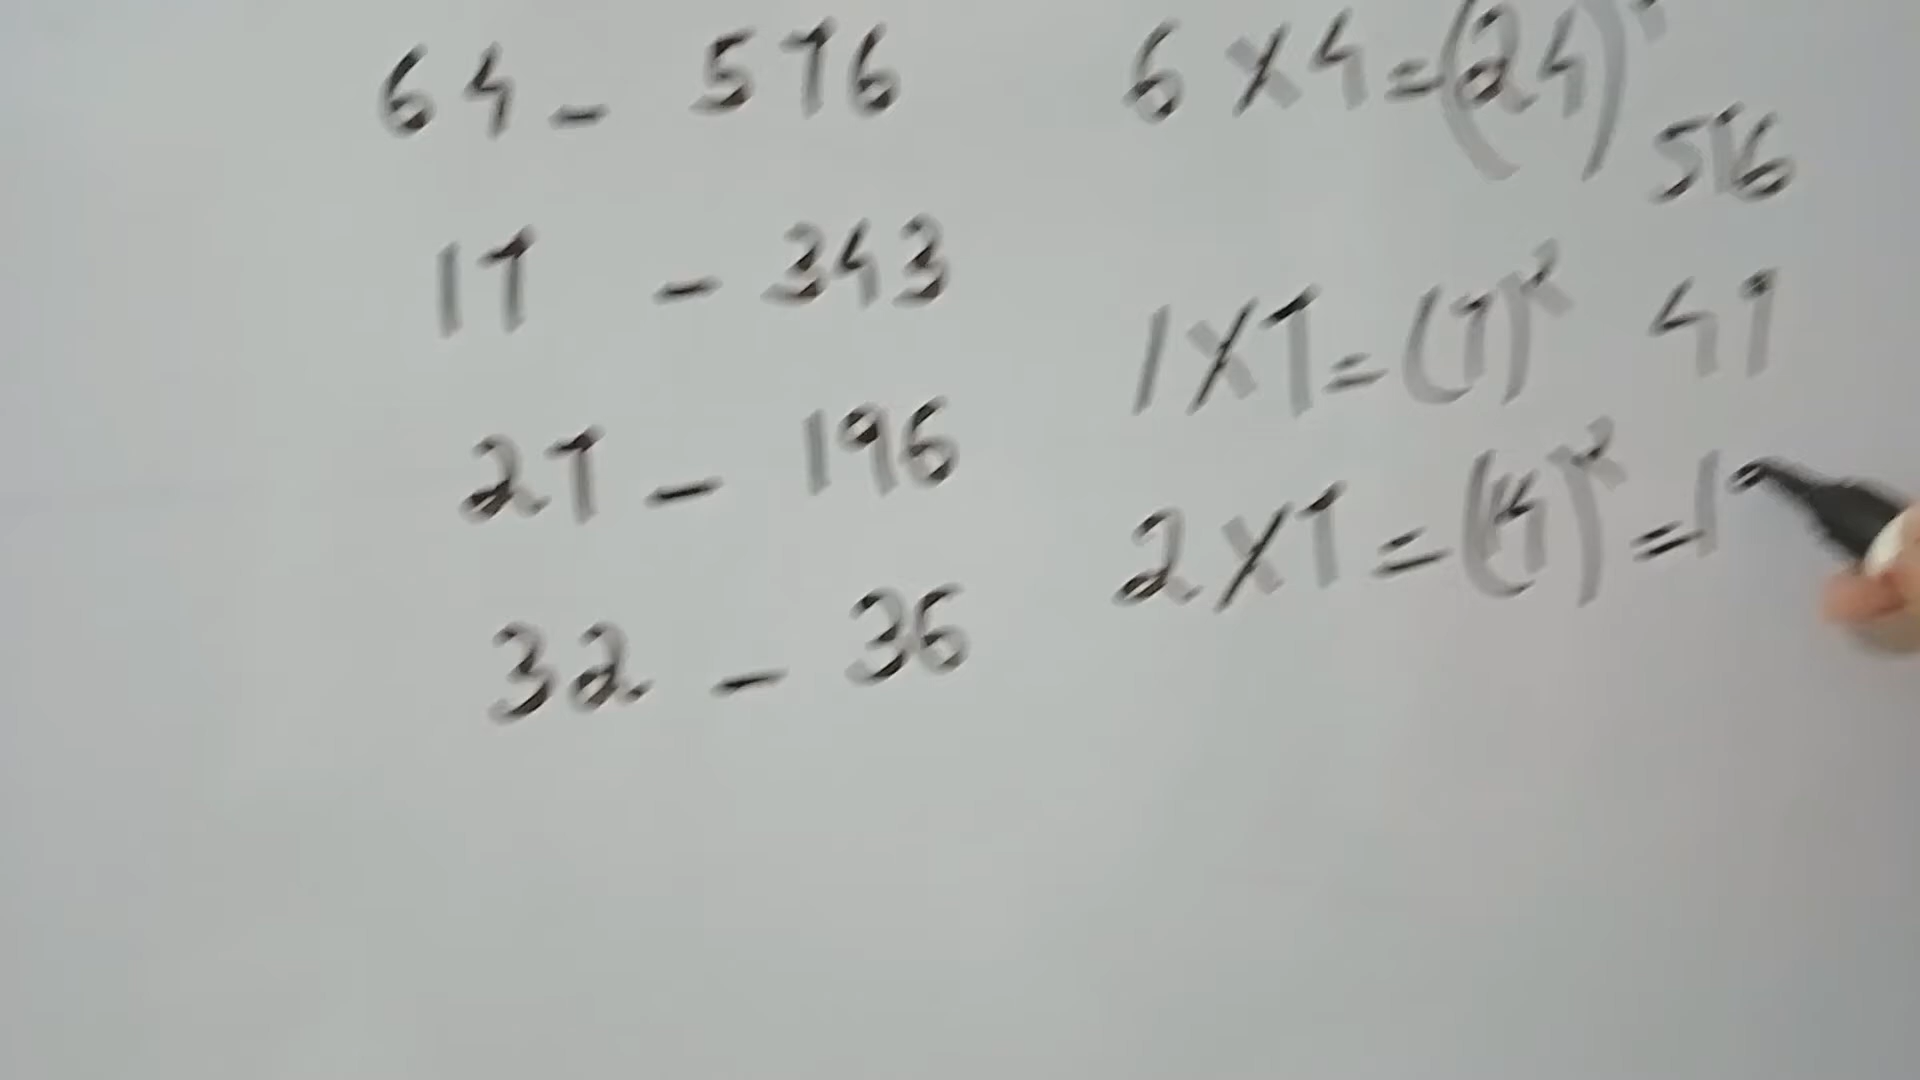 64 - 576 6 X 4 = (24)²
576
17 - 343 1 X 7 = (7)² 49
27 - 196 2 X 7 = (14)² = 19
32 - 36